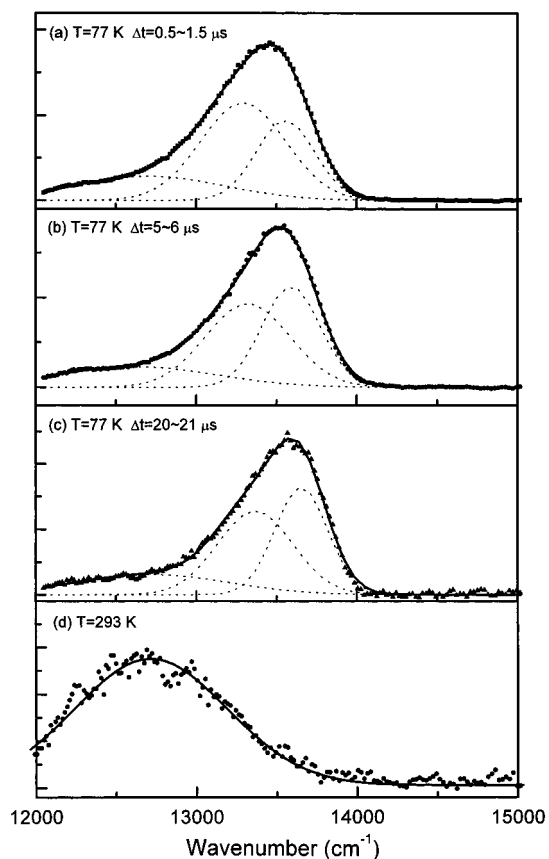 (a) T=77 K Δt=0.5~1.5 μs
(b) T=77 K Δt=5~6 μs
(c) T=77 K Δt=20~21 μs
(d) T=293 K
12000 13000 14000 15000
Wavenumber (cm⁻¹)